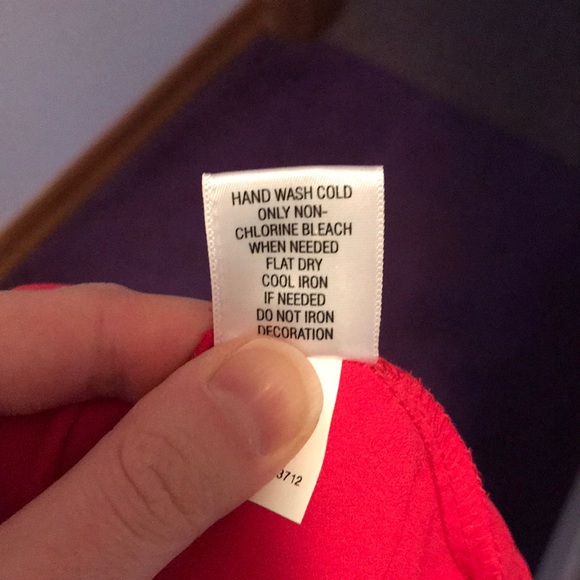 HAND WASH COLD
ONLY NON-
CHLORINE BLEACH
WHEN NEEDED
FLAT DRY
COOL IRON
IF NEEDED
DO NOT IRON
DECORATION
3712